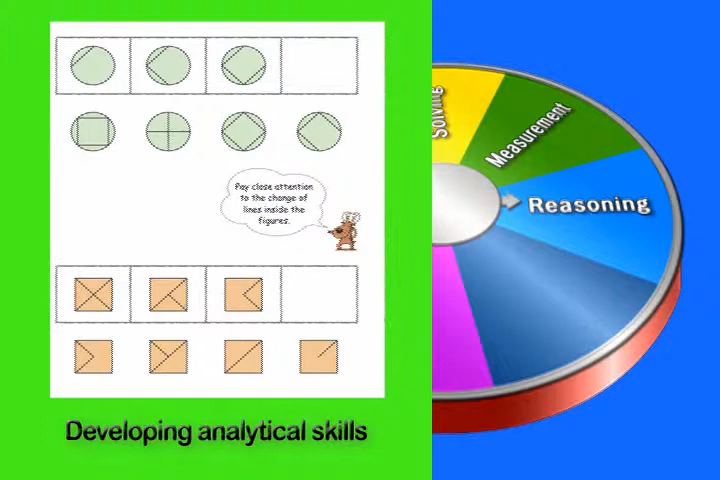 Pay close attention
to the change of
lines inside the
figures.
Developing analytical skills
Solving
Measurement
Reasoning